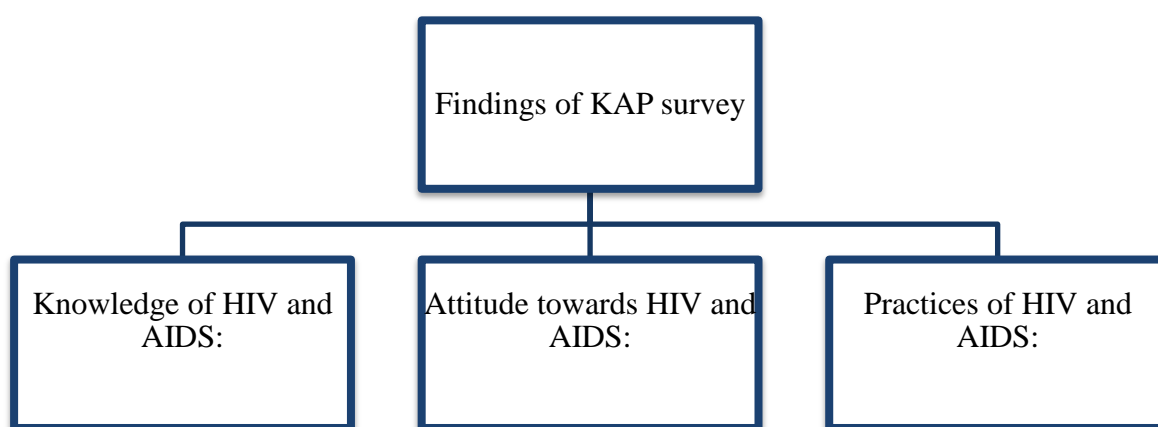 Findings of KAP survey
Knowledge of HIV and
AIDS:
Attitude towards HIV and
AIDS:
Practices of HIV and
AIDS: